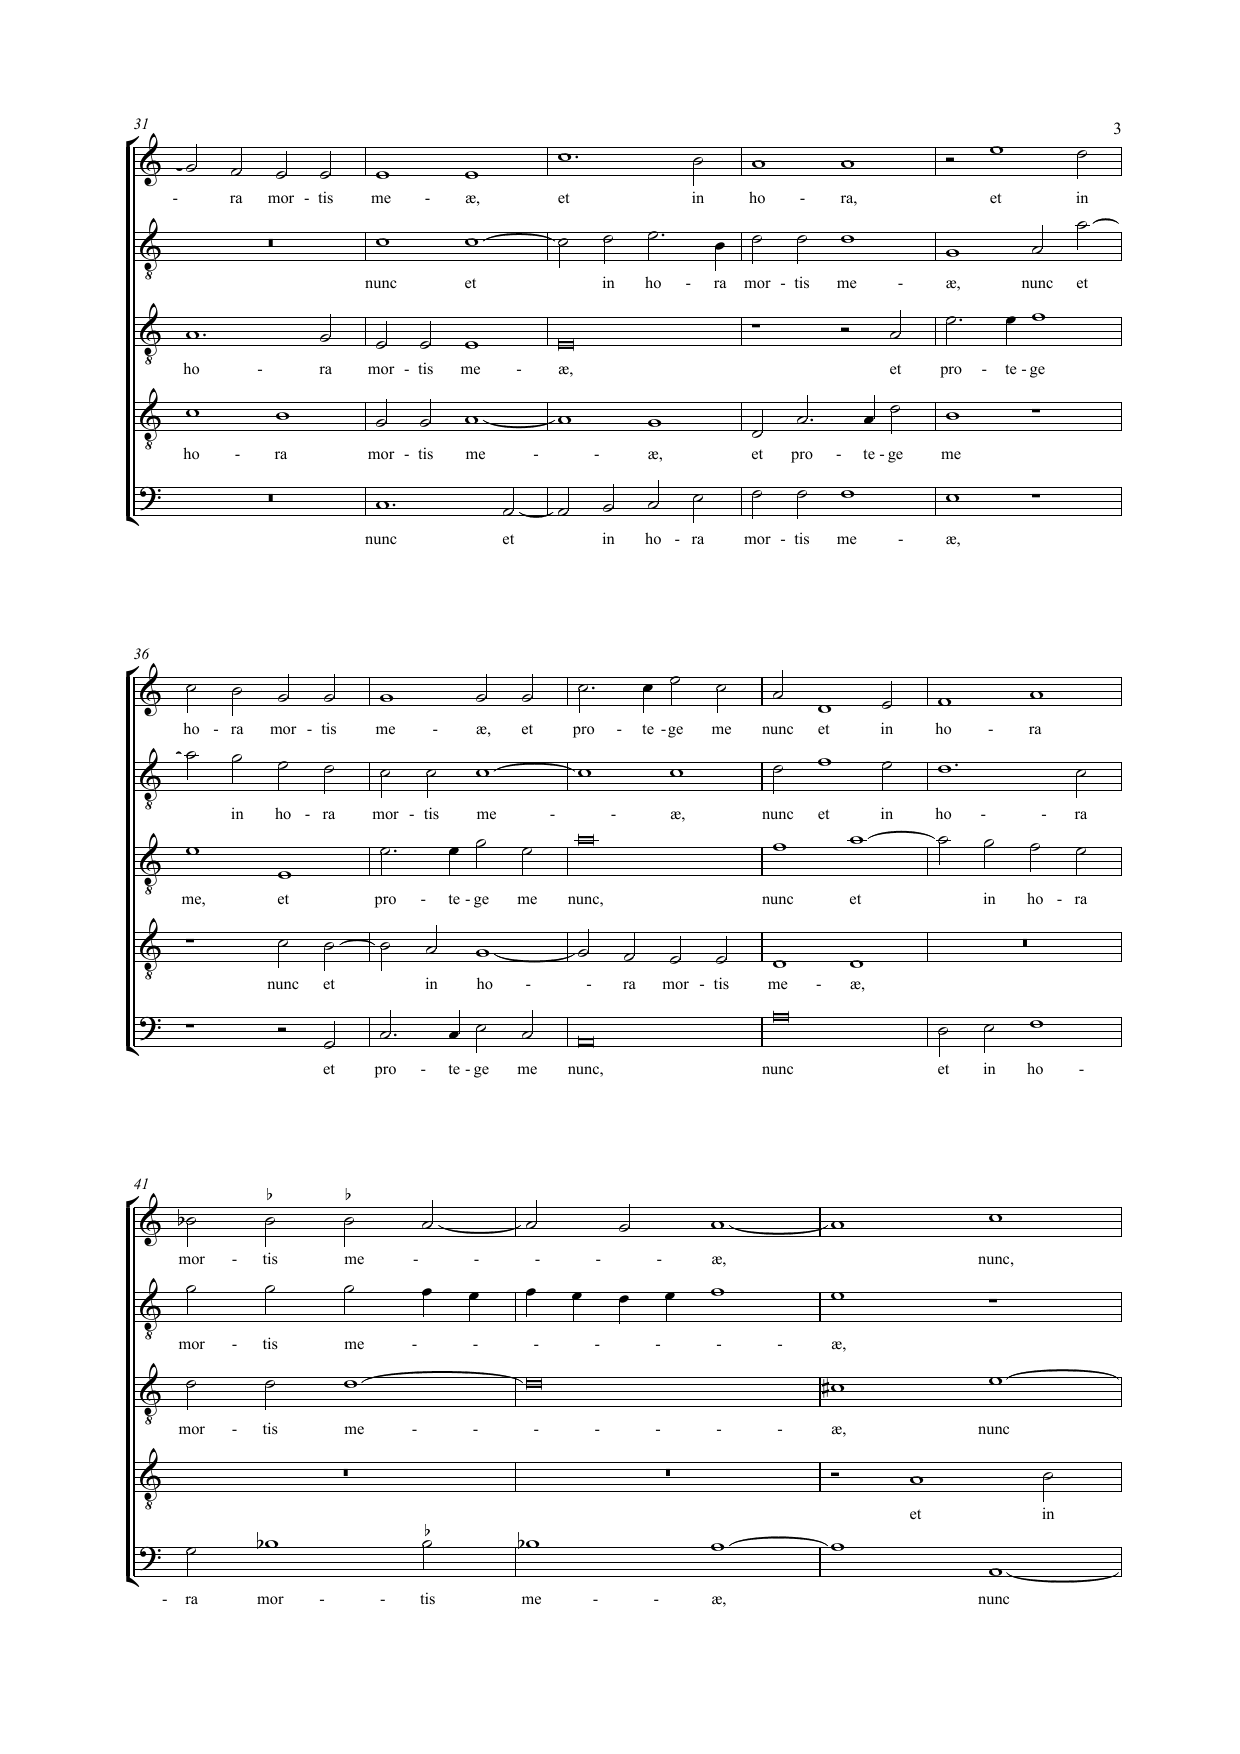 31
3
- ra mor - tis me - æ, et in ho - ra, et in
nunc et in ho - ra mor - tis me - æ, nunc et
ho - ra mor - tis me - æ, et pro - te - ge
ho - ra mor - tis me - - æ, et pro - te - ge me
nunc et in ho - ra mor - tis me - æ,
36
ho - ra mor - tis me - æ, et pro - te - ge me nunc et in ho - ra
in ho - ra mor - tis me - - æ, nunc et in ho - - ra
me, et pro - te - ge me nunc, nunc et in ho - ra
nunc et in ho - - ra mor - tis me - æ,
et pro - te - ge me nunc, nunc et in ho -
41
mor - tis me - - - - - æ, nunc,
mor - tis me - - - - - - - æ,
mor - tis me - - - - - - - æ, nunc
et in
- ra mor - - tis me - - æ, nunc